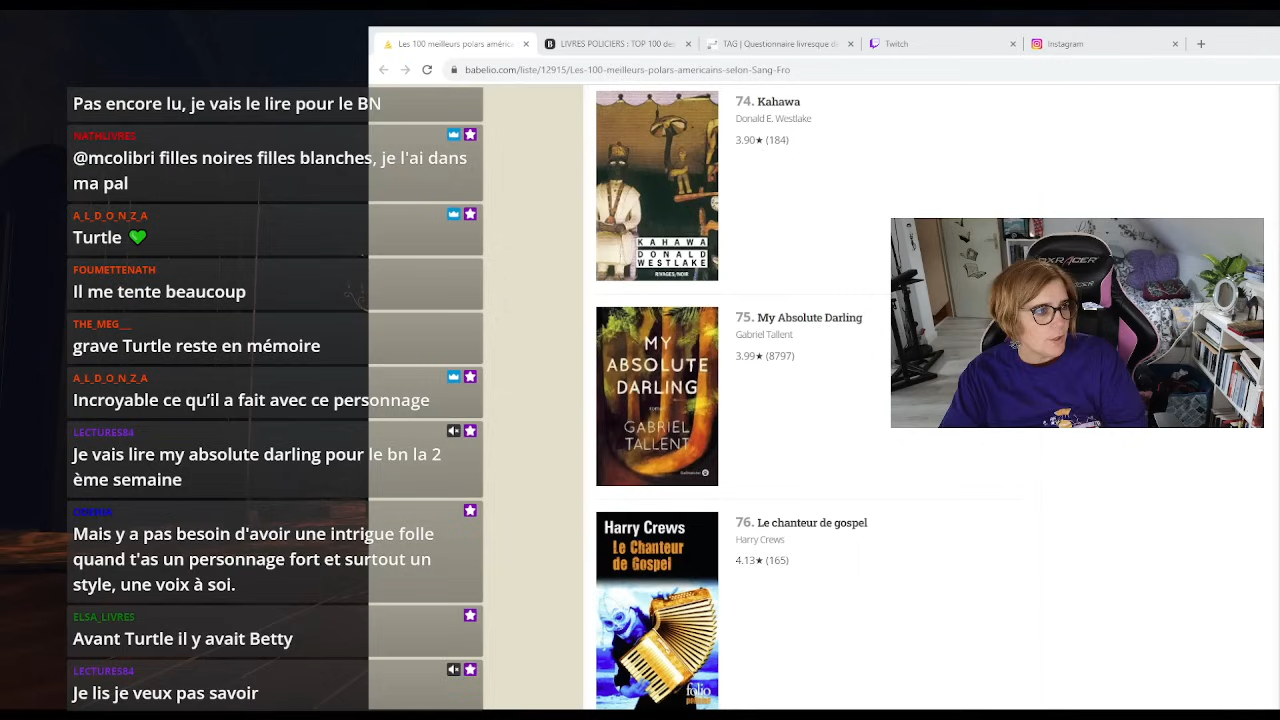 Les 100 meilleurs polars améric
LIVRES POLICIERS : TOP 100 des
TAG | Questionnaire livresque d
Twitch
Instagram
babelio.com/liste/12915/Les-100-meilleurs-polars-americains-selon-Sang-Fro
Pas encore lu, je vais le lire pour le BN
NATHLIVRES
@mcolibri filles noires filles blanches, je l'ai dans
ma pal
A_L_D_O_N_Z_A
Turtle 💚
FOUMETTENATH
Il me tente beaucoup
THE_MEG__
grave Turtle reste en mémoire
A_L_D_O_N_Z_A
Incroyable ce qu'il a fait avec ce personnage
LECTURES84
Je vais lire my absolute darling pour le bn la 2
ème semaine
Mais y a pas besoin d'avoir une intrigue folle
quand t'as un personnage fort et surtout un
style, une voix à soi.
ELSA_LIVRES
Avant Turtle il y avait Betty
LECTURES84
Je lis je veux pas savoir
74. Kahawa
Donald E. Westlake
3.90★ (184)
KAHAWA
DONALD
WESTLAKE
RIVAGES/NOIR
75. My Absolute Darling
Gabriel Tallent
3.99★ (8797)
MY
ABSOLUTE
DARLING
roman
GABRIEL
TALLENT
Gallmeister
76. Le chanteur de gospel
Harry Crews
4.13★ (165)
Harry Crews
Le Chanteur
de Gospel
folio
policier
DXRACER